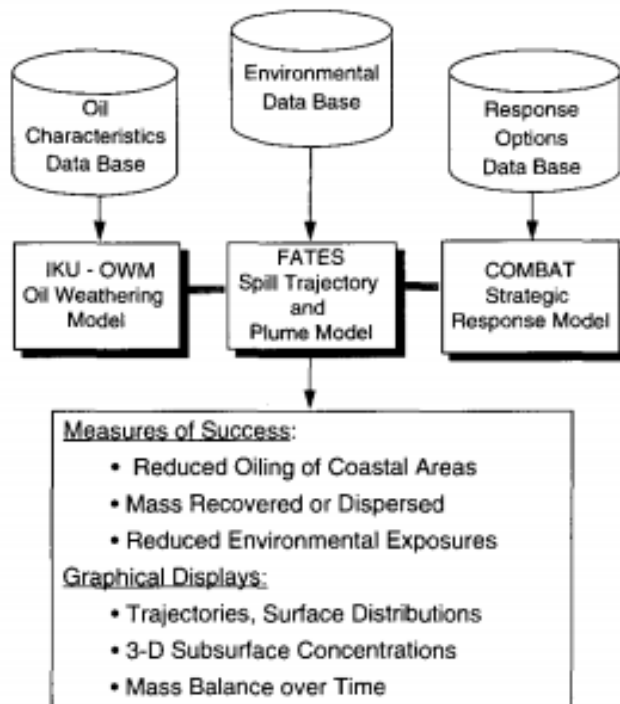 Oil
Characteristics
Data Base
Environmental
Data Base
Response
Options
Data Base
IKU - OWM
Oil Weathering
Model
FATES
Spill Trajectory
and
Plume Model
COMBAT
Strategic
Response Model
Measures of Success:
• Reduced Oiling of Coastal Areas
• Mass Recovered or Dispersed
• Reduced Environmental Exposures
Graphical Displays:
• Trajectories, Surface Distributions
• 3-D Subsurface Concentrations
• Mass Balance over Time